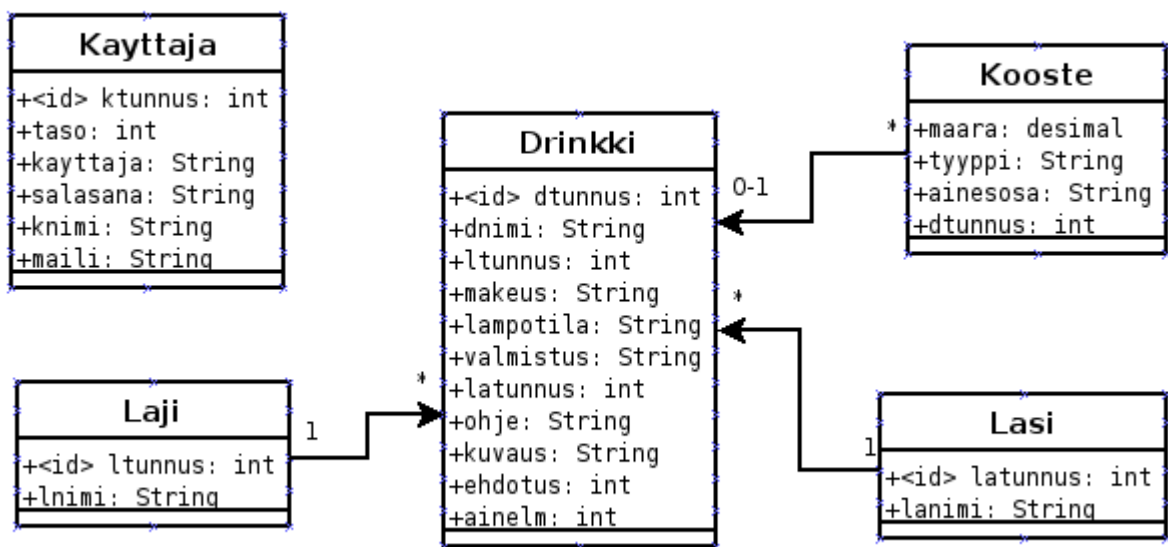 Kayttaja
+<id> ktunnus: int
+taso: int
+kayttaja: String
+salasana: String
+knimi: String
+maili: String
Drinkki
+<id> dtunnus: int
+dnimi: String
+ltunnus: int
+makeus: String
+lampotila: String
+valmistus: String
+latunnus: int
+ohje: String
+kuvaus: String
+ehdotus: int
+ainelm: int
Kooste
+maara: desimal
+tyyppi: String
+ainesosa: String
+dtunnus: int
*
0-1
*
Laji
+<id> ltunnus: int
+lnimi: String
1
*
Lasi
+<id> latunnus: int
+lanimi: String
1